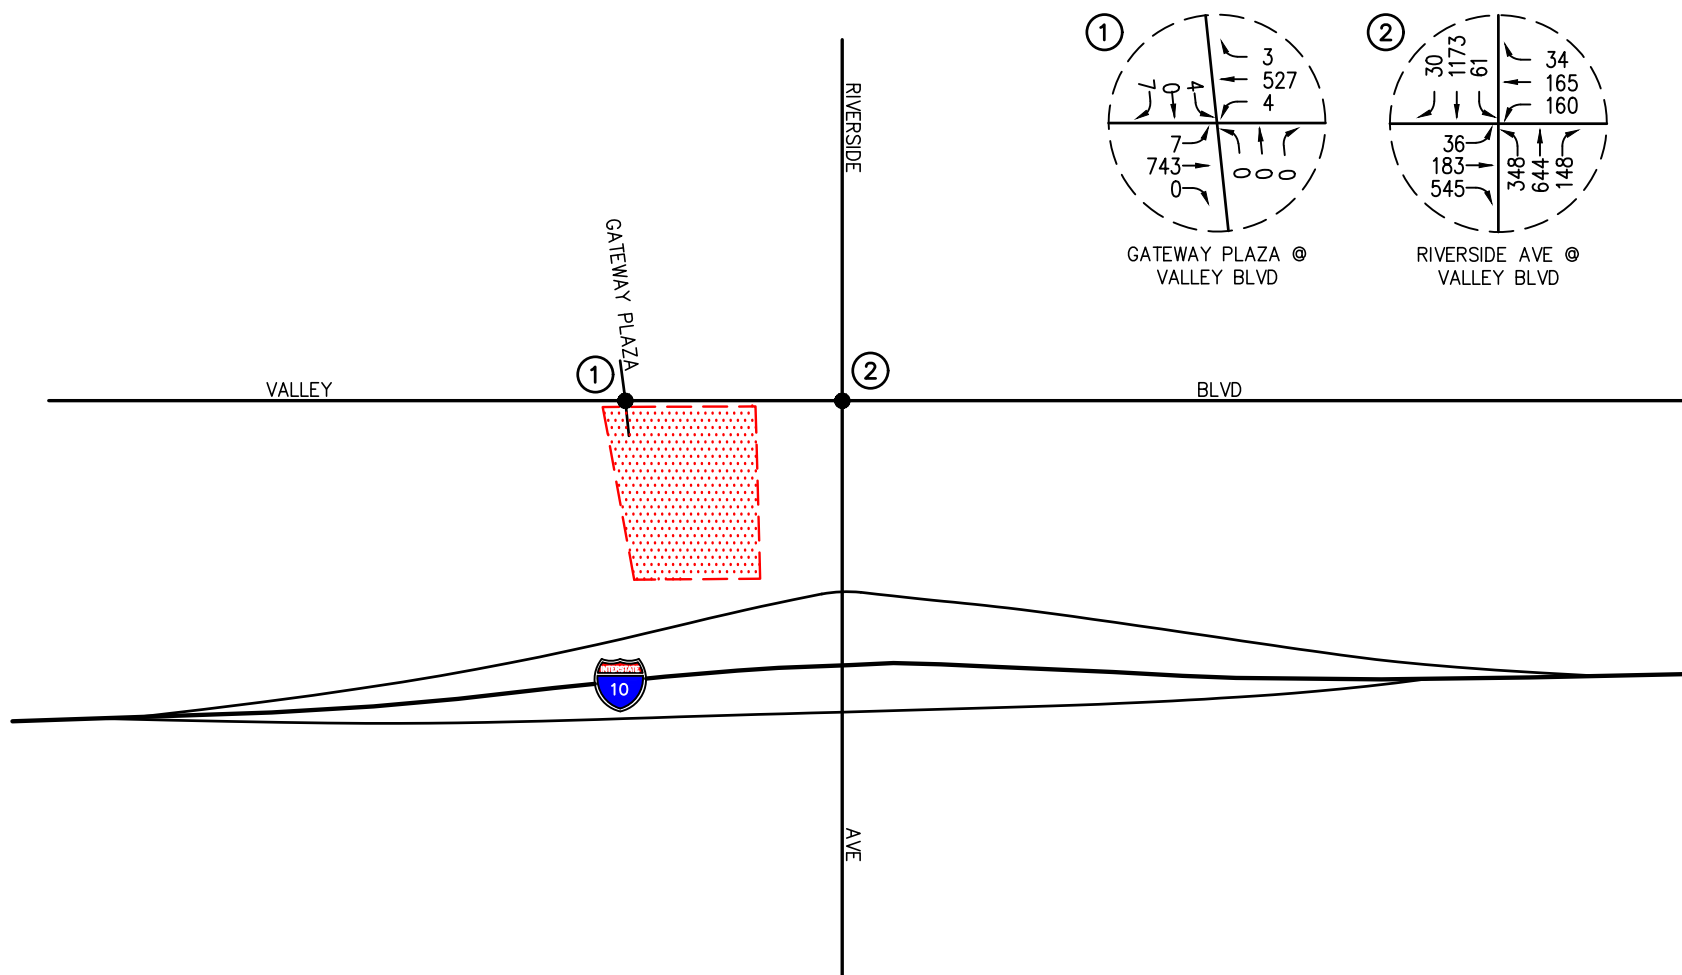 1
3
527
4
7
0
4
7
743
0
0
0
0
GATEWAY PLAZA @
VALLEY BLVD
2
30
1173
61
34
165
160
36
183
545
348
644
148
RIVERSIDE AVE @
VALLEY BLVD
RIVERSIDE
GATEWAY PLAZA
1
2
VALLEY
BLVD
INTERSTATE
10
AVE